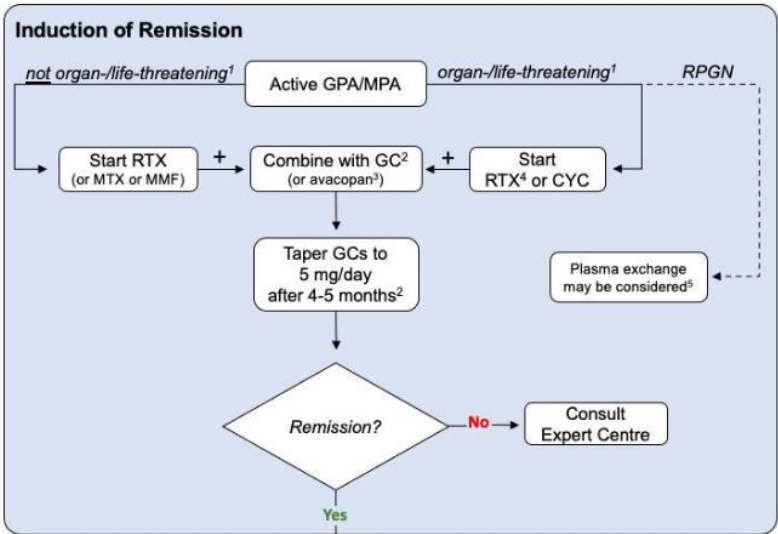 Induction of Remission
not organ-/life-threatening¹
Active GPA/MPA
organ-/life-threatening¹
RPGN
Start RTX
(or MTX or MMF)
+
Combine with GC²
(or avacopan³)
+
Start
RTX⁴ or CYC
Taper GCs to
5 mg/day
after 4-5 months²
Plasma exchange
may be considered⁵
Remission?
No
Consult
Expert Centre
Yes